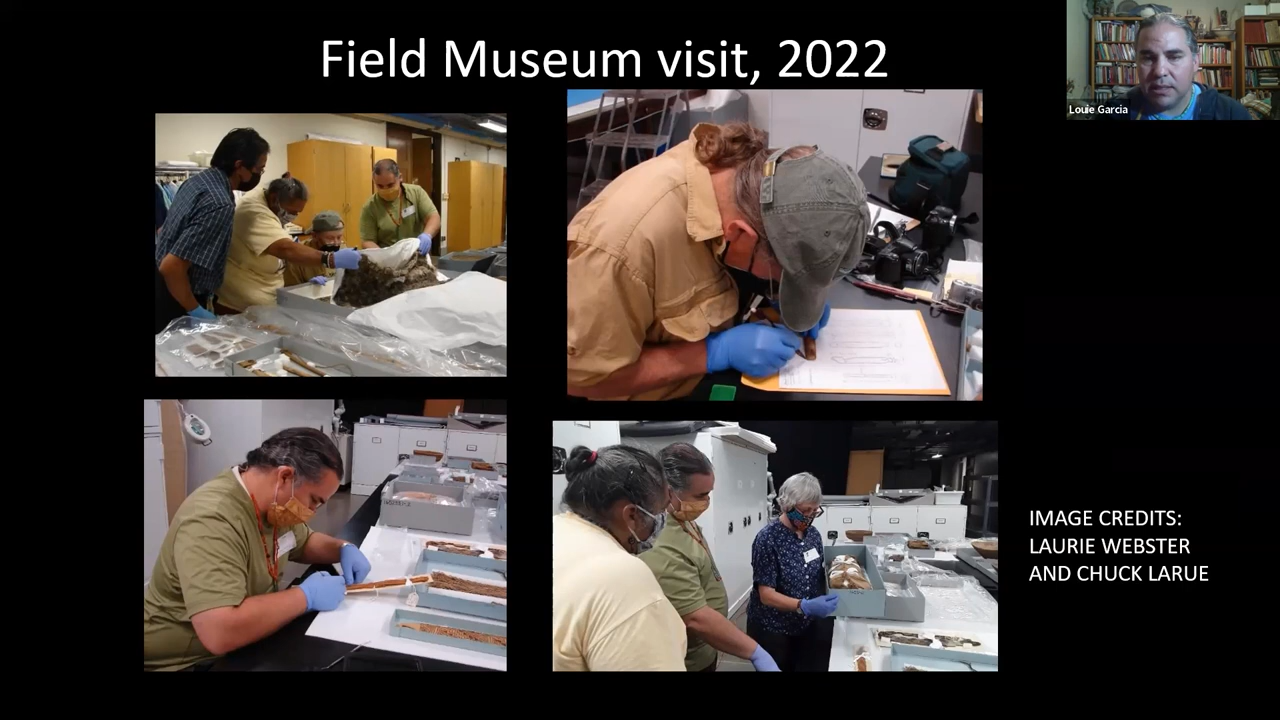 Field Museum visit, 2022
Louie Garcia
IMAGE CREDITS:
LAURIE WEBSTER
AND CHUCK LARUE